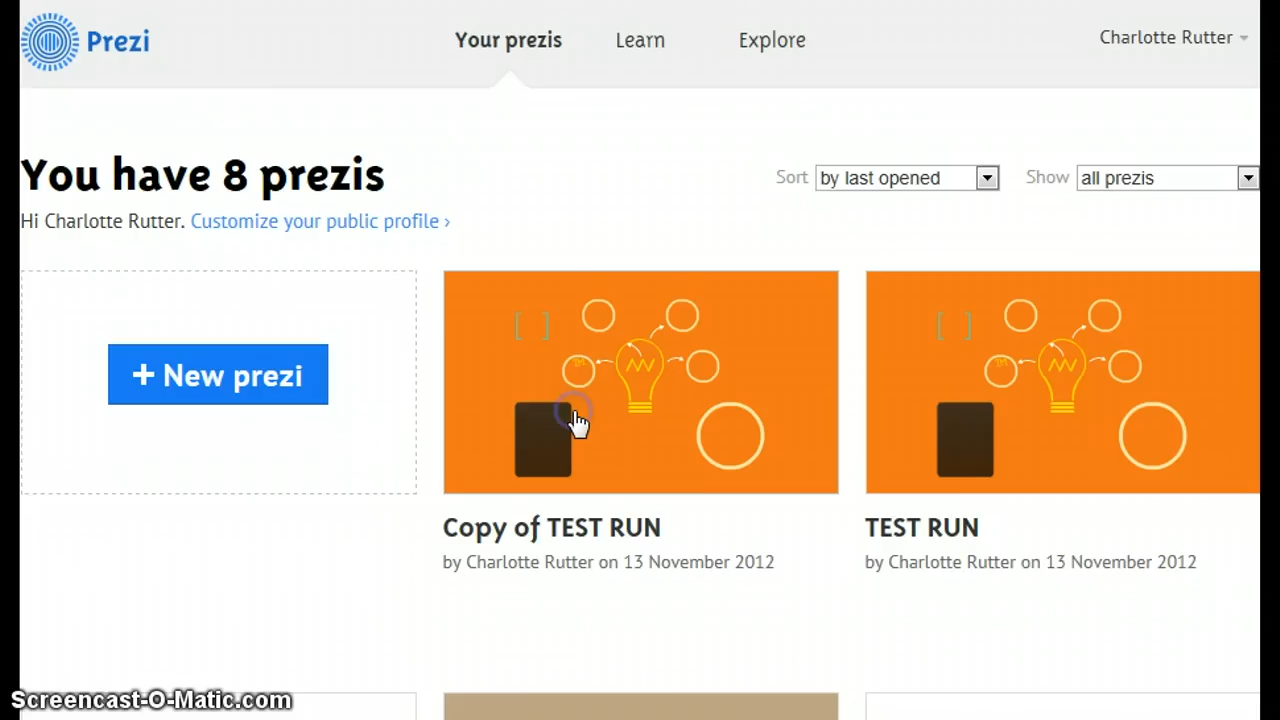 Prezi
Your prezis
Learn
Explore
Charlotte Rutter
You have 8 prezis
Sort by last opened
Show all prezis
Hi Charlotte Rutter. Customize your public profile ›
+ New prezi
Copy of TEST RUN
by Charlotte Rutter on 13 November 2012
TEST RUN
by Charlotte Rutter on 13 November 2012
Screencast-O-Matic.com